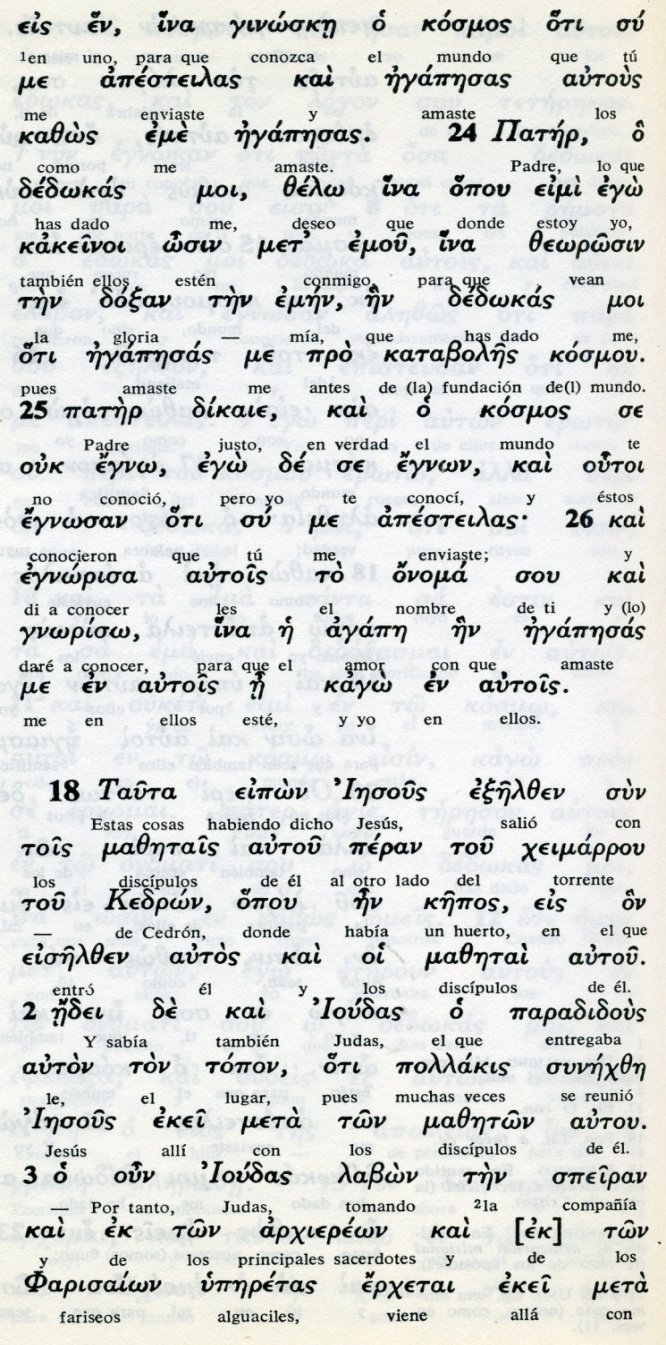 εἰς ἕν, ἵνα γινώσκῃ ὁ κόσμος ὅτι σύ
¹en uno, para que conozca el mundo que tú
με ἀπέστειλας καὶ ἠγάπησας αὐτοὺς
me enviaste y amaste los
καθὼς ἐμὲ ἠγάπησας. 24 Πατήρ, ὃ
como me amaste. Padre, lo que
δέδωκάς μοι, θέλω ἵνα ὅπου εἰμὶ ἐγὼ
has dado me, deseo que donde estoy yo,
κἀκεῖνοι ὦσιν μετ᾽ ἐμοῦ, ἵνα θεωρῶσιν
también ellos estén conmigo, para que vean
τὴν δόξαν τὴν ἐμήν, ἣν δέδωκάς μοι
la gloria — mía, que has dado me,
ὅτι ἠγάπησάς με πρὸ καταβολῆς κόσμου.
pues amaste me antes de (la) fundación de(l) mundo.
25 πατὴρ δίκαιε, καὶ ὁ κόσμος σε
Padre justo, en verdad el mundo te
οὐκ ἔγνω, ἐγὼ δέ σε ἔγνων, καὶ οὗτοι
no conoció, pero yo te conocí, y éstos
ἔγνωσαν ὅτι σύ με ἀπέστειλας· 26 καὶ
conocieron que tú me enviaste; y
ἐγνώρισα αὐτοῖς τὸ ὄνομά σου καὶ
di a conocer les el nombre de ti y (lo)
γνωρίσω, ἵνα ἡ ἀγάπη ἣν ἠγάπησάς
daré a conocer, para que el amor con que amaste
με ἐν αὐτοῖς ᾖ κἀγὼ ἐν αὐτοῖς.
me en ellos esté, y yo en ellos.
18 Ταῦτα εἰπὼν Ἰησοῦς ἐξῆλθεν σὺν
Estas cosas habiendo dicho Jesús, salió con
τοῖς μαθηταῖς αὐτοῦ πέραν τοῦ χειμάρρου
los discípulos de él al otro lado del torrente
τοῦ Κεδρὼν, ὅπου ἦν κῆπος, εἰς ὃν
— de Cedrón, donde había un huerto, en el que
εἰσῆλθεν αὐτὸς καὶ οἱ μαθηταὶ αὐτοῦ.
entró él y los discípulos de él.
2 ᾔδει δὲ καὶ Ἰούδας ὁ παραδιδοὺς
Y sabía también Judas, el que entregaba
αὐτὸν τὸν τόπον, ὅτι πολλάκις συνήχθη
le, el lugar, pues muchas veces se reunió
Ἰησοῦς ἐκεῖ μετὰ τῶν μαθητῶν αὐτου.
Jesús allí con los discípulos de él.
3 ὁ οὖν Ἰούδας λαβὼν τὴν σπεῖραν
— Por tanto, Judas, tomando ²la compañía
καὶ ἐκ τῶν ἀρχιερέων καὶ [ἐκ] τῶν
y de los principales sacerdotes y de los
Φαρισαίων ὑπηρέτας ἔρχεται ἐκεῖ μετὰ
fariseos alguaciles, viene allá con